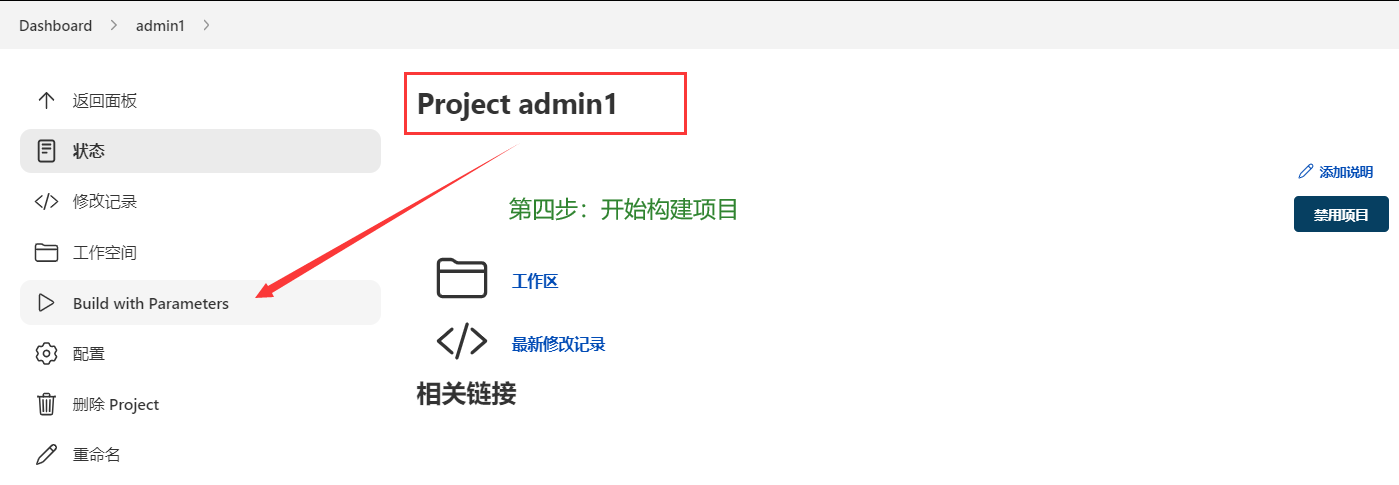 Dashboard > admin1 >
返回面板
状态
修改记录
工作空间
Build with Parameters
配置
删除 Project
重命名
Project admin1
添加说明
禁用项目
第四步：开始构建项目
工作区
最新修改记录
相关链接